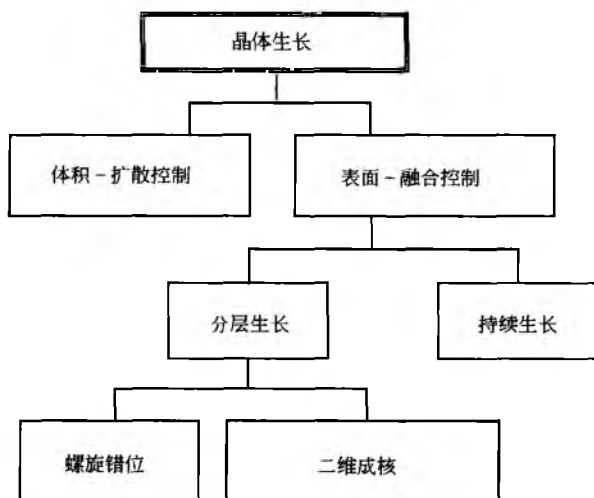 晶体生长
体积-扩散控制
表面-融合控制
分层生长
持续生长
螺旋错位
二维成核